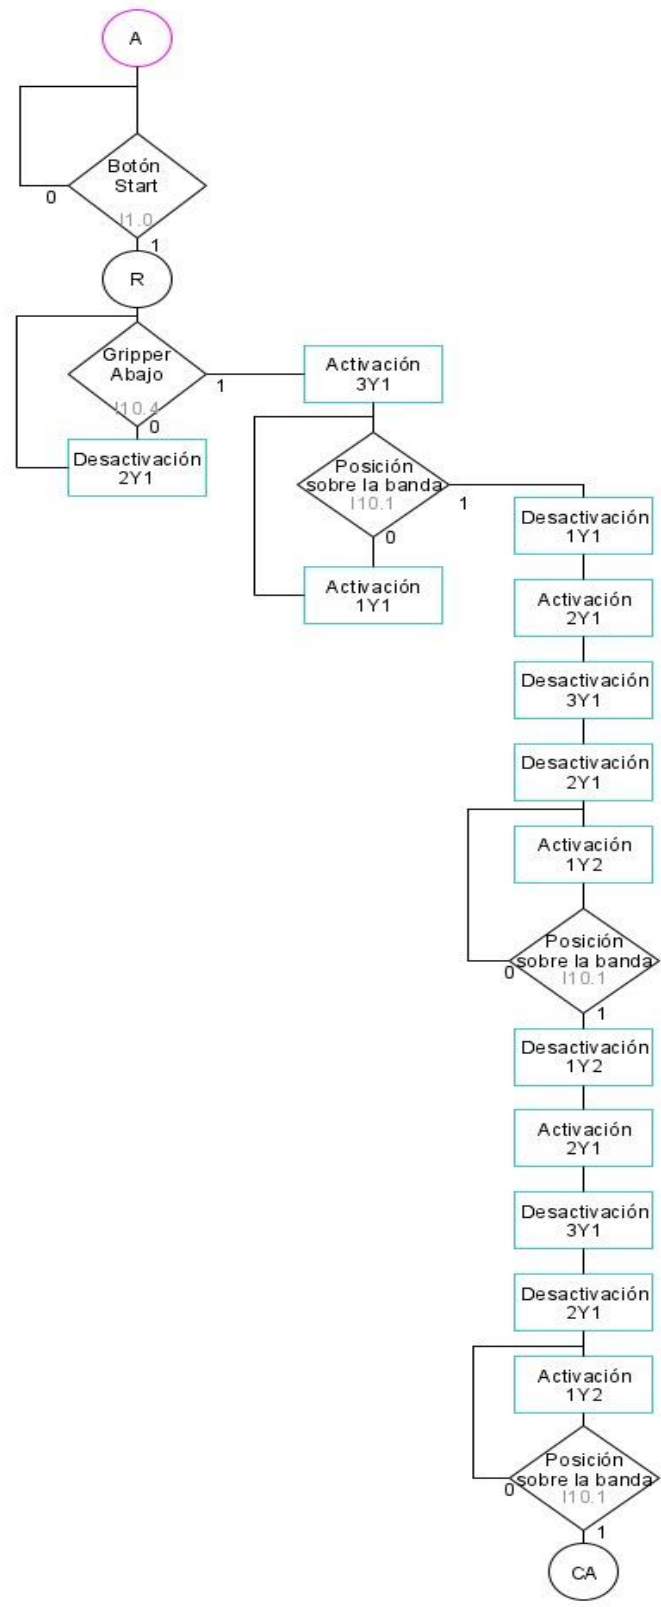 A
Botón
Start
I1.0
0
1
R
Gripper
Abajo
I10.4
1
0
Desactivación
2Y1
Activación
3Y1
Posición
sobre la banda
I10.1
1
0
Activación
1Y1
Desactivación
1Y1
Activación
2Y1
Desactivación
3Y1
Desactivación
2Y1
Activación
1Y2
Posición
sobre la banda
I10.1
0
1
Desactivación
1Y2
Activación
2Y1
Desactivación
3Y1
Desactivación
2Y1
Activación
1Y2
Posición
sobre la banda
I10.1
0
1
CA